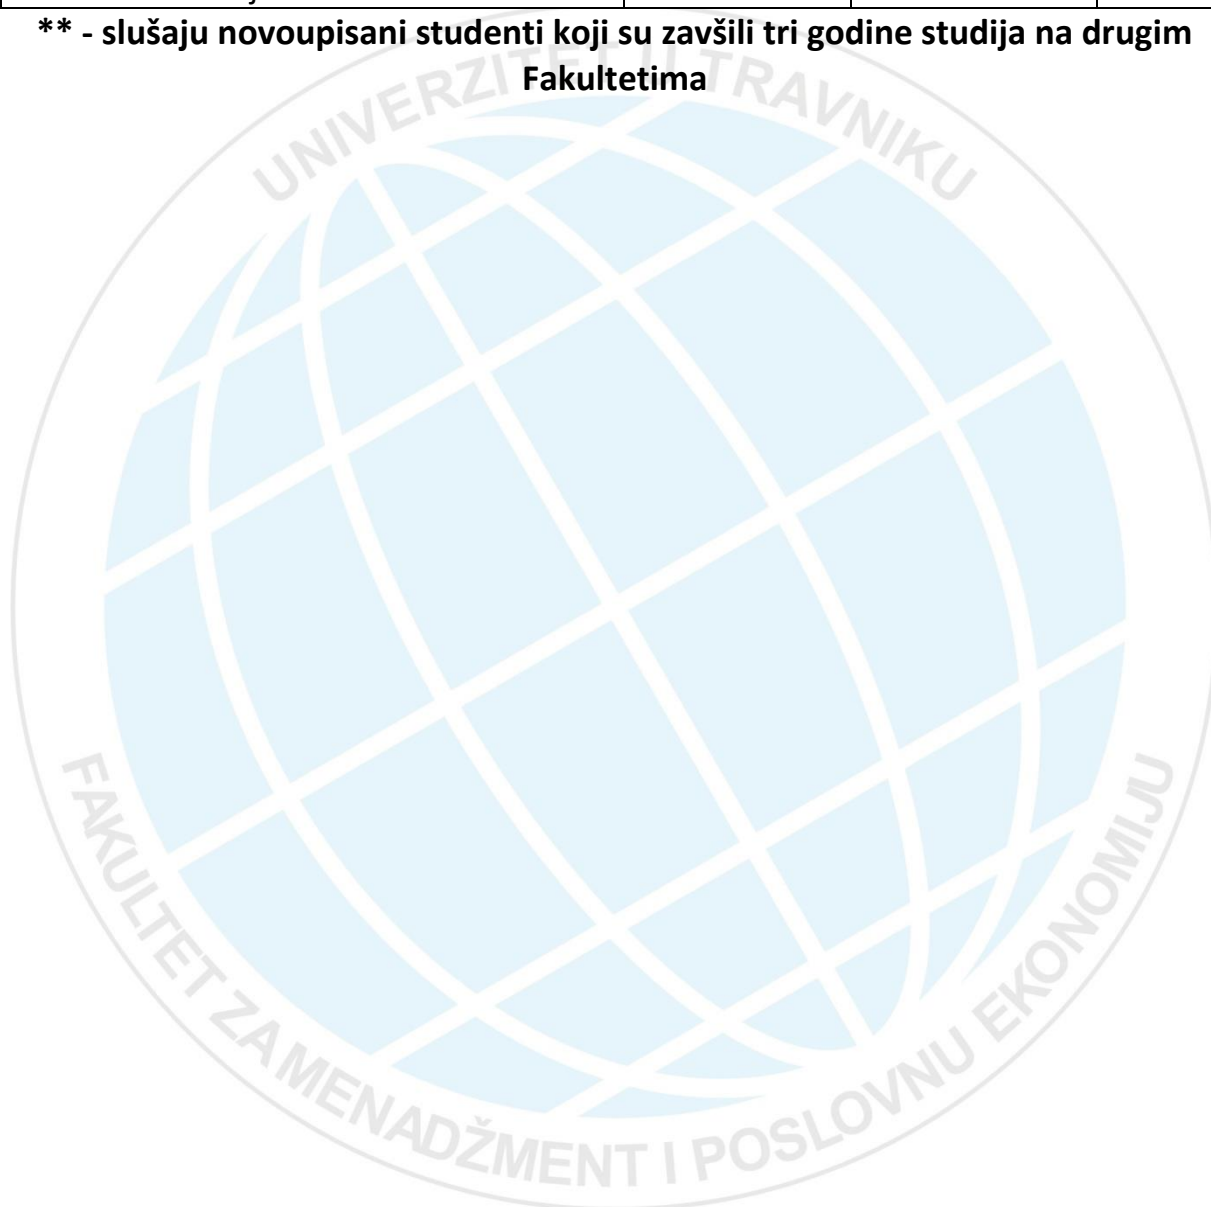 ** - slušaju novoupisani studenti koji su zavšili tri godine studija na drugim
Fakultetima
UNIVERZITET U TRAVNIKU
FAKULTET ZA MENADŽMENT I POSLOVNU EKONOMIJU